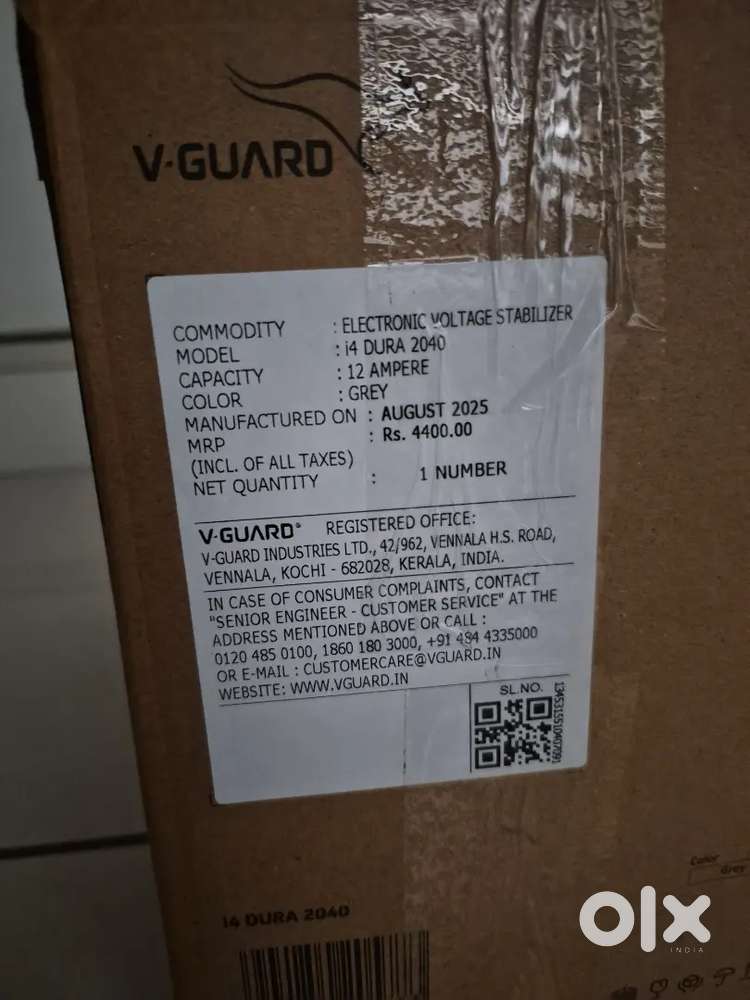 V-GUARD
COMMODITY : ELECTRONIC VOLTAGE STABILIZER
MODEL : i4 DURA 2040
CAPACITY : 12 AMPERE
COLOR : GREY
MANUFACTURED ON : AUGUST 2025
MRP : Rs. 4400.00
(INCL. OF ALL TAXES)
NET QUANTITY : 1 NUMBER
V-GUARD® REGISTERED OFFICE:
V-GUARD INDUSTRIES LTD., 42/962, VENNALA H.S. ROAD,
VENNALA, KOCHI - 682028, KERALA, INDIA.
IN CASE OF CONSUMER COMPLAINTS, CONTACT
"SENIOR ENGINEER - CUSTOMER SERVICE" AT THE
ADDRESS MENTIONED ABOVE OR CALL :
0120 485 0100, 1860 180 3000, +91 484 4335000
OR E-MAIL : CUSTOMERCARE@VGUARD.IN
WEBSITE: WWW.VGUARD.IN
SL.NO.
i4 DURA 2040
Color
Grey
olx
INDIA